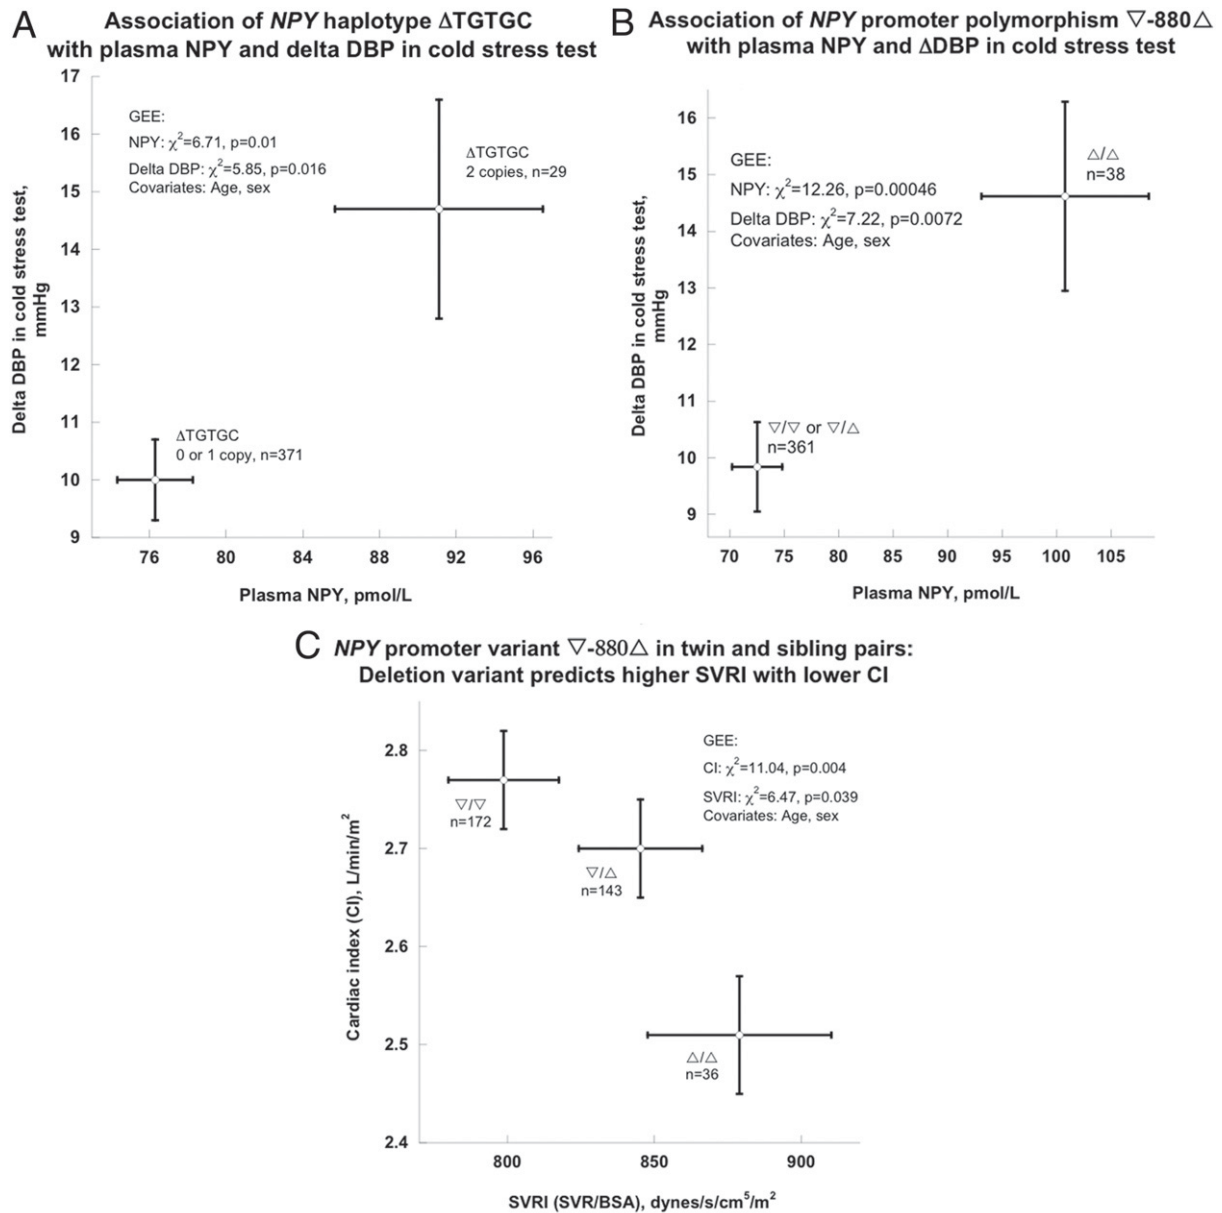 A
Association of NPY haplotype ΔTGTGC
with plasma NPY and delta DBP in cold stress test
17
16
15
14
13
12
11
10
9
Delta DBP in cold stress test,
mmHg
GEE:
NPY: χ²=6.71, p=0.01
Delta DBP: χ²=5.85, p=0.016
Covariates: Age, sex
ΔTGTGC
2 copies, n=29
ΔTGTGC
0 or 1 copy, n=371
76 80 84 88 92 96
Plasma NPY, pmol/L
B
Association of NPY promoter polymorphism ▽-880△
with plasma NPY and ΔDBP in cold stress test
16
15
14
13
12
11
10
9
Delta DBP in cold stress test,
mmHg
GEE:
NPY: χ²=12.26, p=0.00046
Delta DBP: χ²=7.22, p=0.0072
Covariates: Age, sex
△/△
n=38
▽/▽ or ▽/△
n=361
70 75 80 85 90 95 100 105
Plasma NPY, pmol/L
C
NPY promoter variant ▽-880△ in twin and sibling pairs:
Deletion variant predicts higher SVRI with lower CI
2.8
2.7
2.6
2.5
2.4
Cardiac index (CI), L/min/m²
GEE:
CI: χ²=11.04, p=0.004
SVRI: χ²=6.47, p=0.039
Covariates: Age, sex
▽/▽
n=172
▽/△
n=143
△/△
n=36
800 850 900
SVRI (SVR/BSA), dynes/s/cm⁵/m²